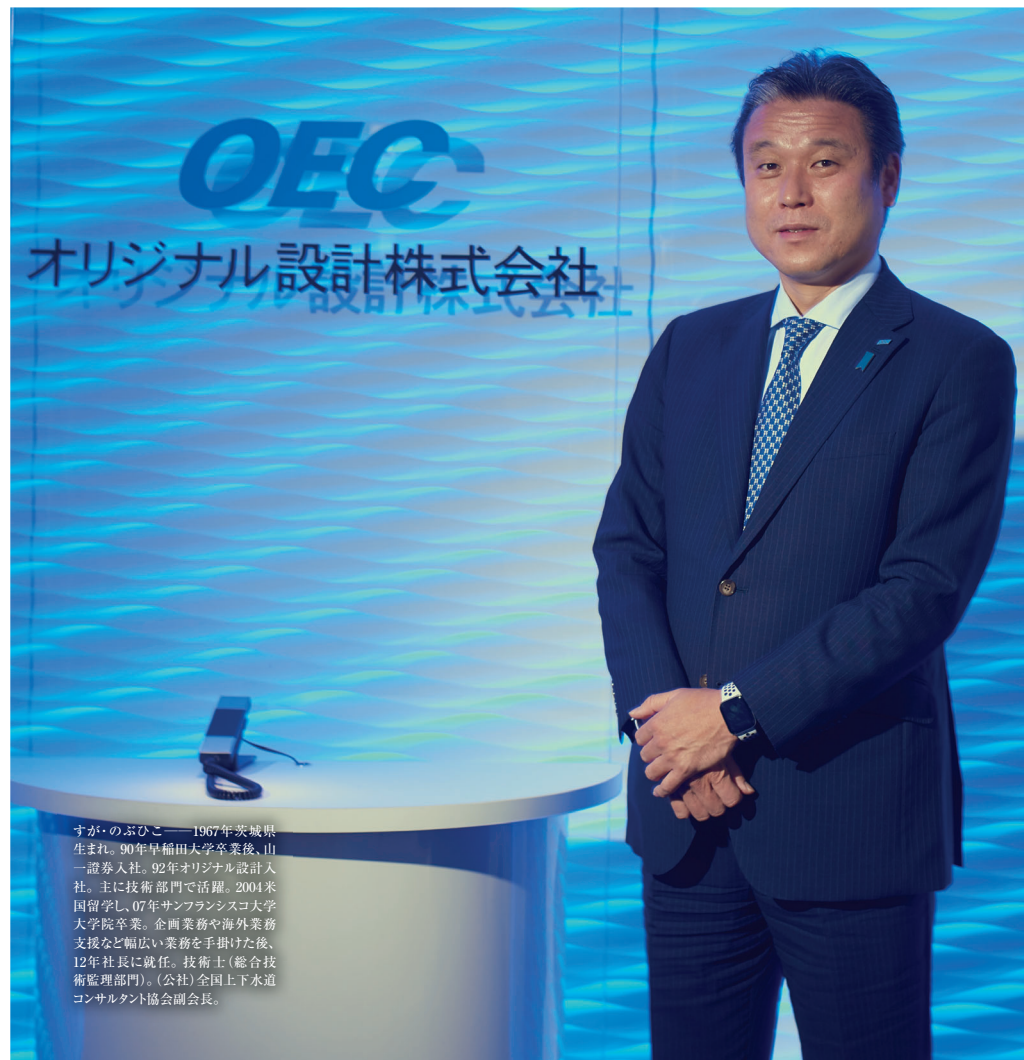 OEC
オリジナル設計株式会社
すが・のぶひこ――1967年茨城県
生まれ。90年早稲田大学卒業後、山
一證券入社。92年オリジナル設計入
社。主に技術部門で活躍。2004米
国留学し、07年サンフランシスコ大学
大学院卒業。企画業務や海外業務
支援など幅広い業務を手掛けた後、
12年社長に就任。技術士（総合技
術監理部門）。（公社）全国上下水道
コンサルタント協会副会長。